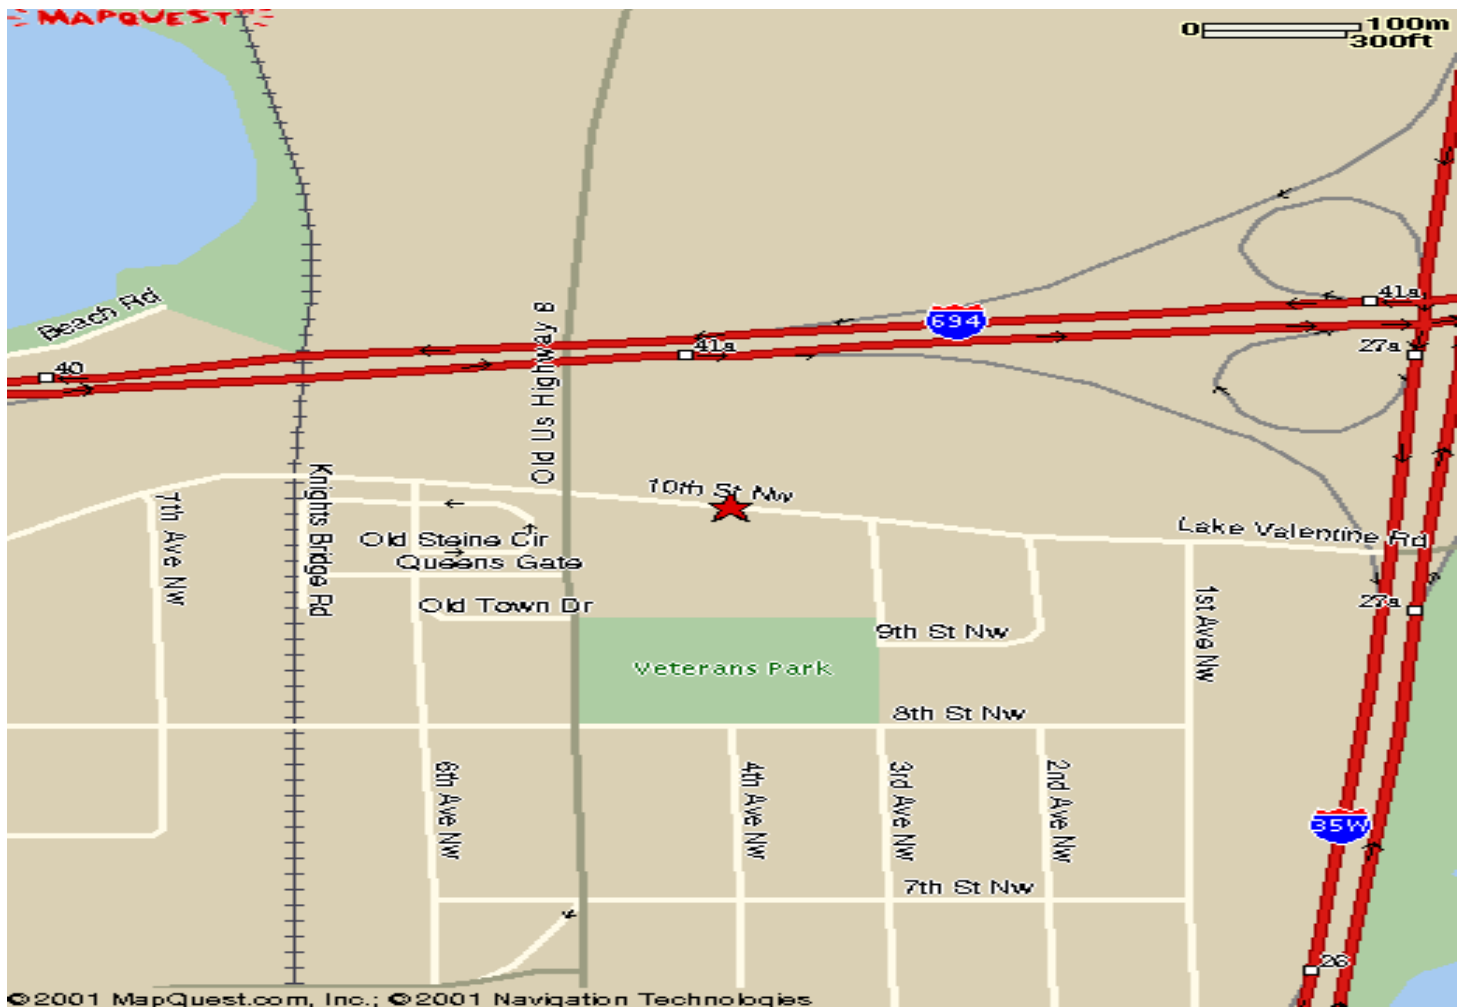 MAPQUEST
0
100m
300ft
Beach Rd
694
41a
41a
27a
40
Old Us Highway 8
10th St Nw
Lake Valentine Rd
Knights Bridge Rd
7th Ave Nw
Old Steine Cir
Queens Gate
Old Town Dr
27a
1st Ave Nw
9th St Nw
Veterans Park
8th St Nw
6th Ave Nw
4th Ave Nw
3rd Ave Nw
2nd Ave Nw
35W
7th St Nw
26
©2001 MapQuest.com, Inc.; ©2001 Navigation Technologies